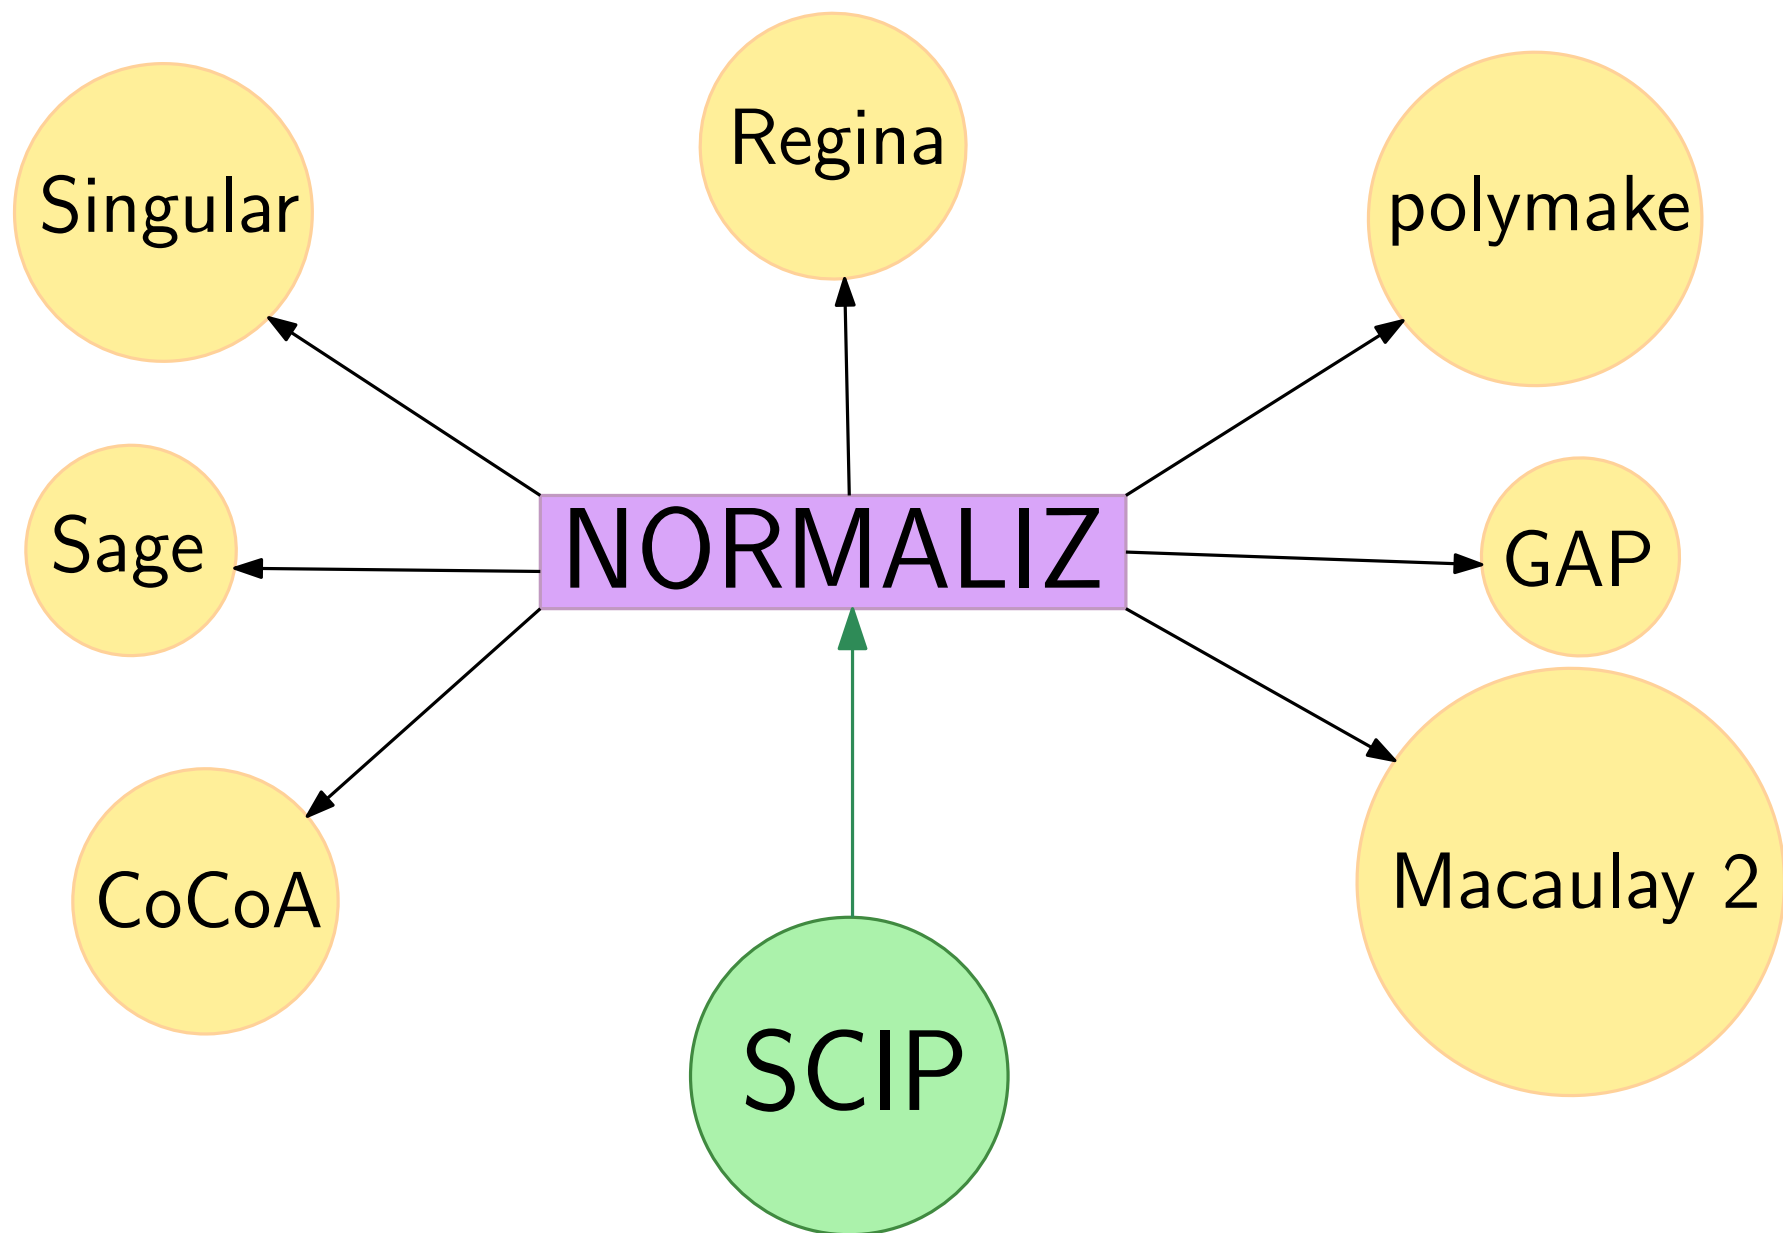 Regina
Singular
polymake
Sage
NORMALIZ
GAP
CoCoA
Macaulay 2
SCIP